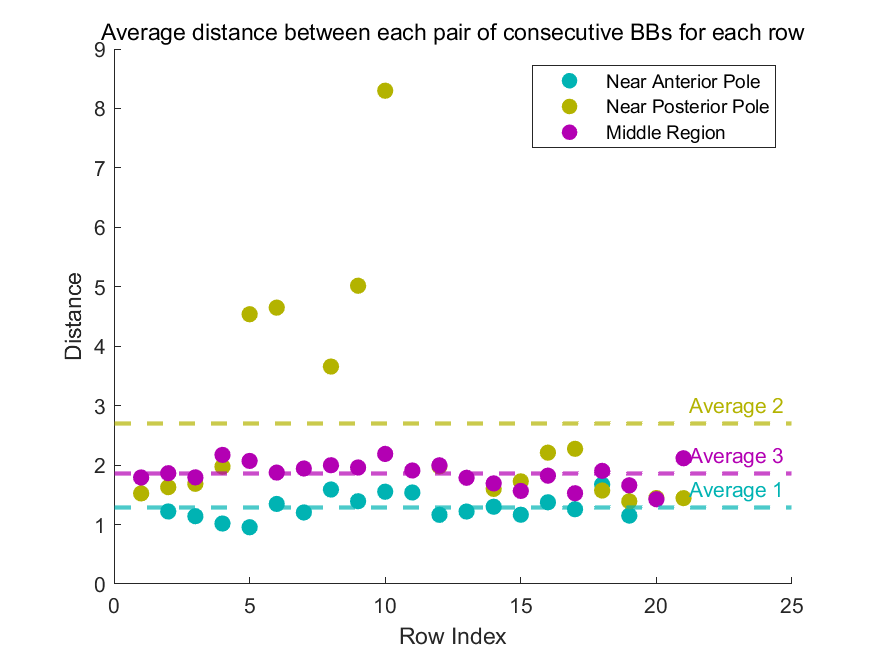 Average distance between each pair of consecutive BBs for each row
9
8
7
6
5
4
3
2
1
0
Distance
Near Anterior Pole
Near Posterior Pole
Middle Region
Average 2
Average 3
Average 1
0 5 10 15 20 25
Row Index